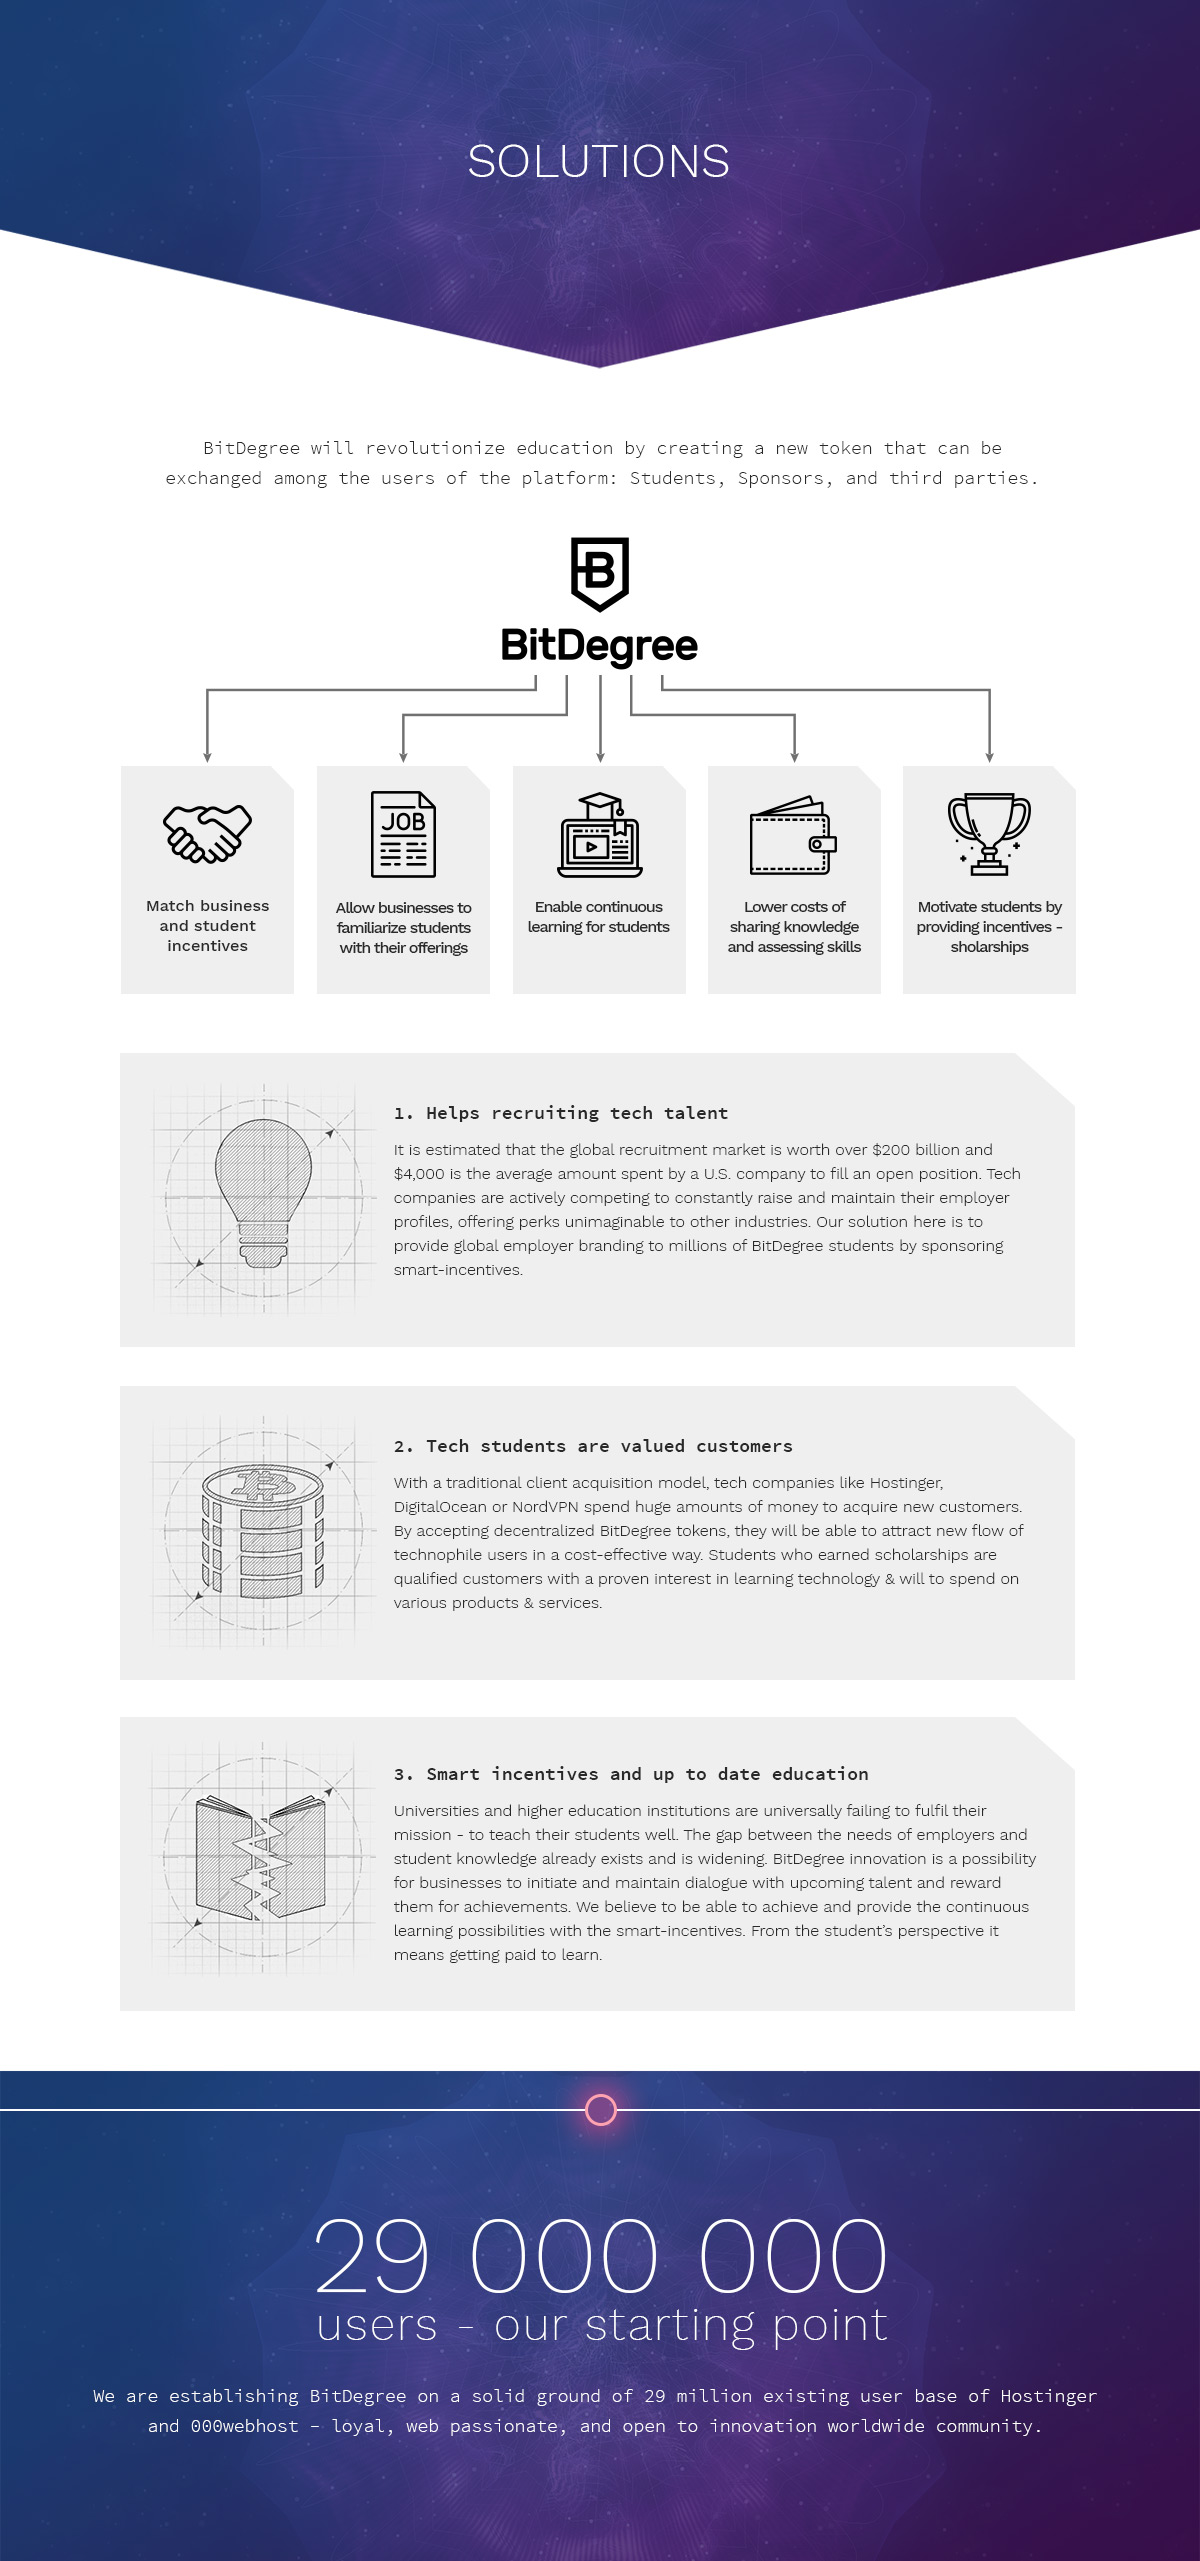 SOLUTIONS
BitDegree will revolutionize education by creating a new token that can be
exchanged among the users of the platform: Students, Sponsors, and third parties.
B
BitDegree
Match business
and student
incentives
JOB
Allow businesses to
familiarize students
with their offerings
Enable continuous
learning for students
Lower costs of
sharing knowledge
and assessing skills
Motivate students by
providing incentives -
sholarships
1. Helps recruiting tech talent
It is estimated that the global recruitment market is worth over $200 billion and
$4,000 is the average amount spent by a U.S. company to fill an open position. Tech
companies are actively competing to constantly raise and maintain their employer
profiles, offering perks unimaginable to other industries. Our solution here is to
provide global employer branding to millions of BitDegree students by sponsoring
smart-incentives.
2. Tech students are valued customers
With a traditional client acquisition model, tech companies like Hostinger,
DigitalOcean or NordVPN spend huge amounts of money to acquire new customers.
By accepting decentralized BitDegree tokens, they will be able to attract new flow of
technophile users in a cost-effective way. Students who earned scholarships are
qualified customers with a proven interest in learning technology & will to spend on
various products & services.
3. Smart incentives and up to date education
Universities and higher education institutions are universally failing to fulfil their
mission - to teach their students well. The gap between the needs of employers and
student knowledge already exists and is widening. BitDegree innovation is a possibility
for businesses to initiate and maintain dialogue with upcoming talent and reward
them for achievements. We believe to be able to achieve and provide the continuous
learning possibilities with the smart-incentives. From the student’s perspective it
means getting paid to learn.
29 000 000
users - our starting point
We are establishing BitDegree on a solid ground of 29 million existing user base of Hostinger
and 000webhost – loyal, web passionate, and open to innovation worldwide community.